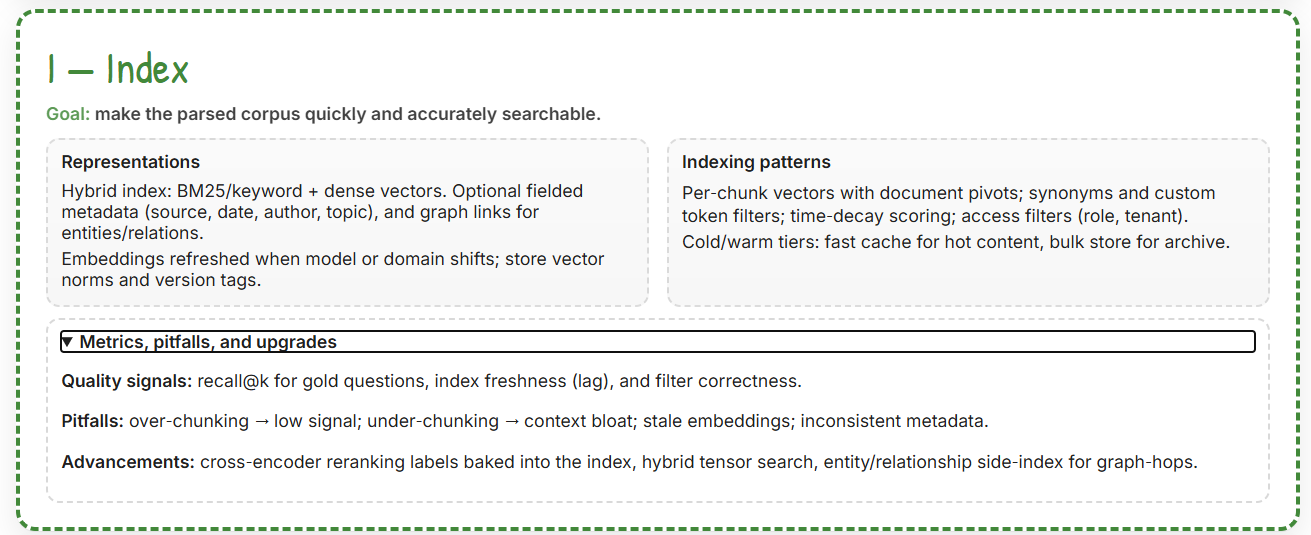 I — Index
Goal: make the parsed corpus quickly and accurately searchable.
Representations
Hybrid index: BM25/keyword + dense vectors. Optional fielded
metadata (source, date, author, topic), and graph links for
entities/relations.
Embeddings refreshed when model or domain shifts; store vector
norms and version tags.
Indexing patterns
Per-chunk vectors with document pivots; synonyms and custom
token filters; time-decay scoring; access filters (role, tenant).
Cold/warm tiers: fast cache for hot content, bulk store for archive.
▼ Metrics, pitfalls, and upgrades
Quality signals: recall@k for gold questions, index freshness (lag), and filter correctness.
Pitfalls: over-chunking → low signal; under-chunking → context bloat; stale embeddings; inconsistent metadata.
Advancements: cross-encoder reranking labels baked into the index, hybrid tensor search, entity/relationship side-index for graph-hops.